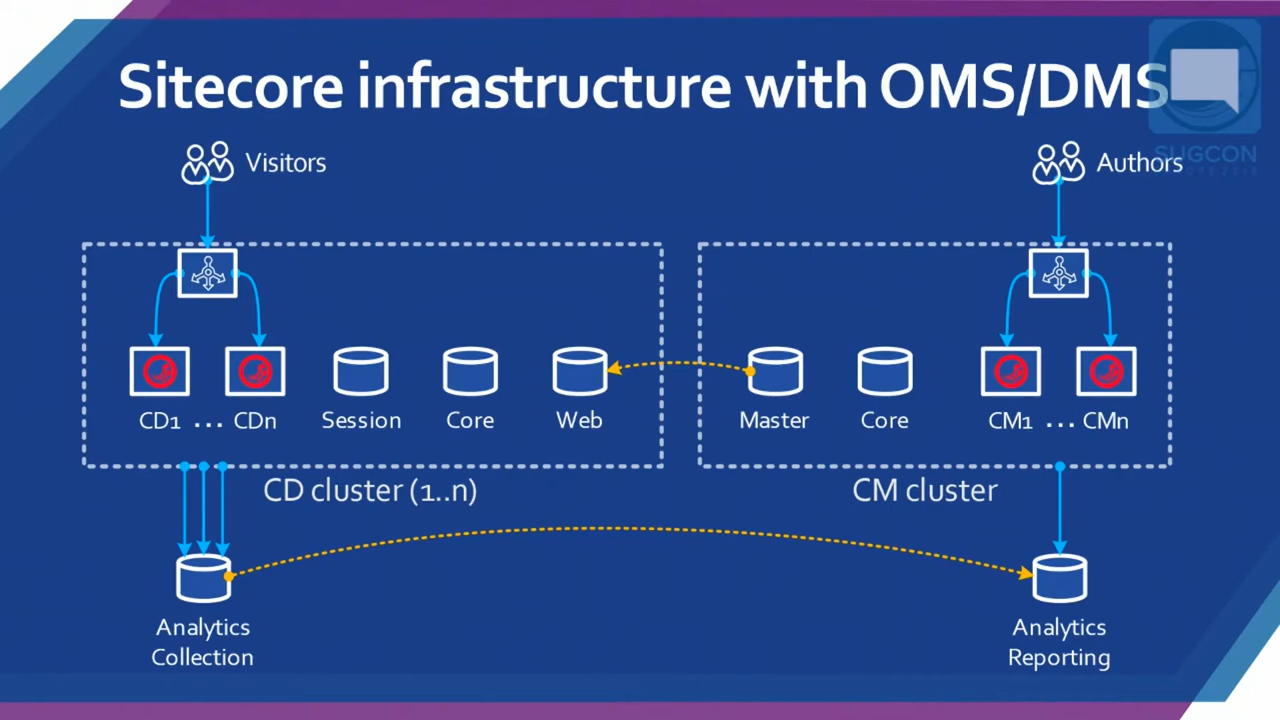 Sitecore infrastructure with OMS/DMS
SUGCON
Visitors
Authors
CD1 ... CDn
Session
Core
Web
Master
Core
CM1 ... CMn
CD cluster (1..n)
CM cluster
Analytics
Collection
Analytics
Reporting